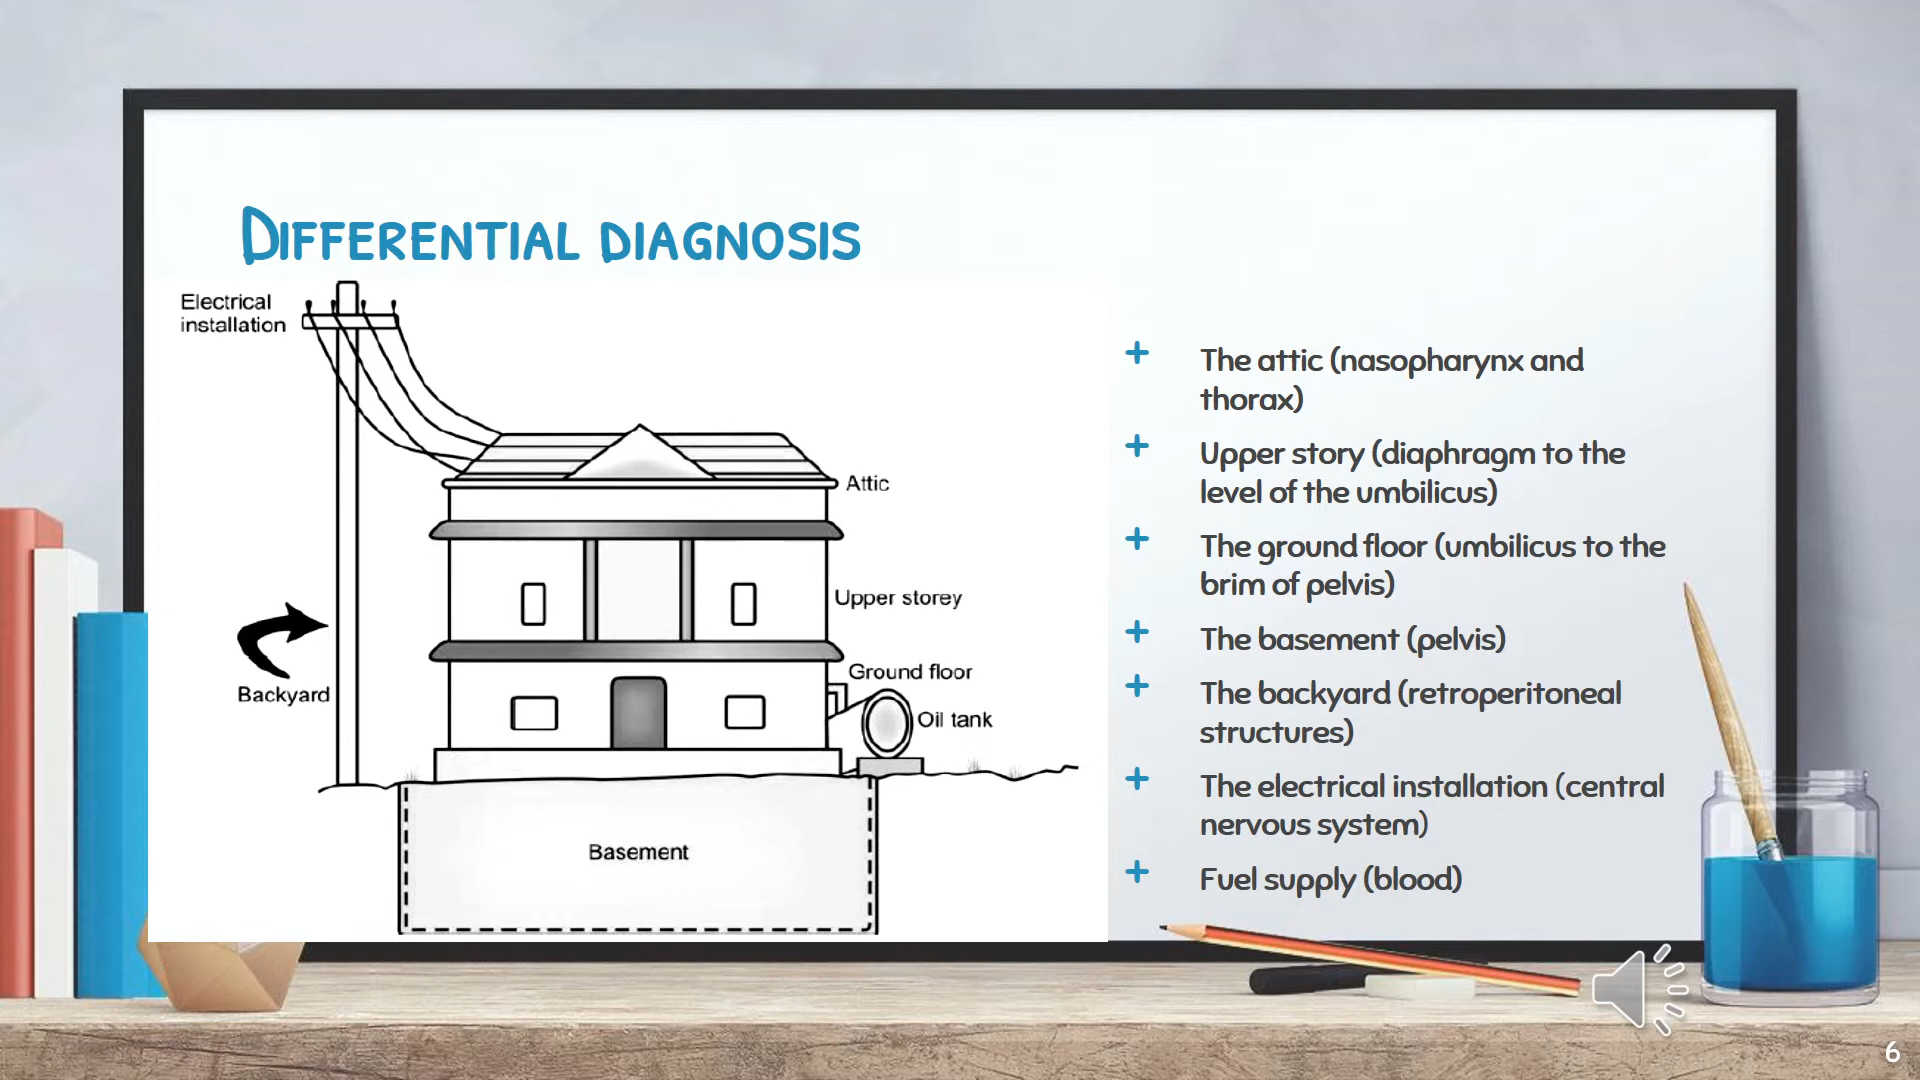 Differential diagnosis
Electrical
installation
Attic
Upper storey
Backyard
Ground floor
Oil tank
Basement
+ The attic (nasopharynx and
thorax)
+ Upper story (diaphragm to the
level of the umbilicus)
+ The ground floor (umbilicus to the
brim of pelvis)
+ The basement (pelvis)
+ The backyard (retroperitoneal
structures)
+ The electrical installation (central
nervous system)
+ Fuel supply (blood)
6